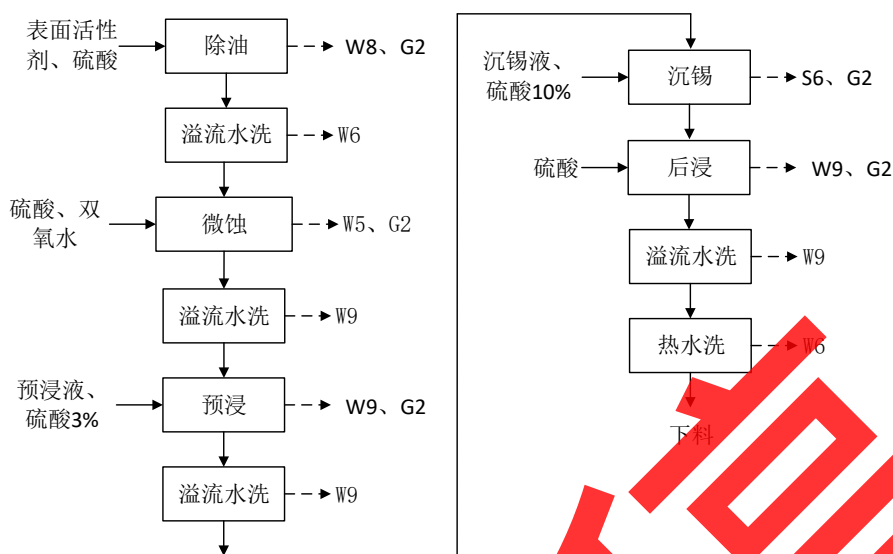 表面活性
剂、硫酸
除油
W8、G2
溢流水洗
W6
硫酸、双
氧水
微蚀
W5、G2
溢流水洗
W9
预浸液、
硫酸3%
预浸
W9、G2
溢流水洗
W9
沉锡液、
硫酸10%
沉锡
S6、G2
硫酸
后浸
W9、G2
溢流水洗
W9
热水洗
W6
下料